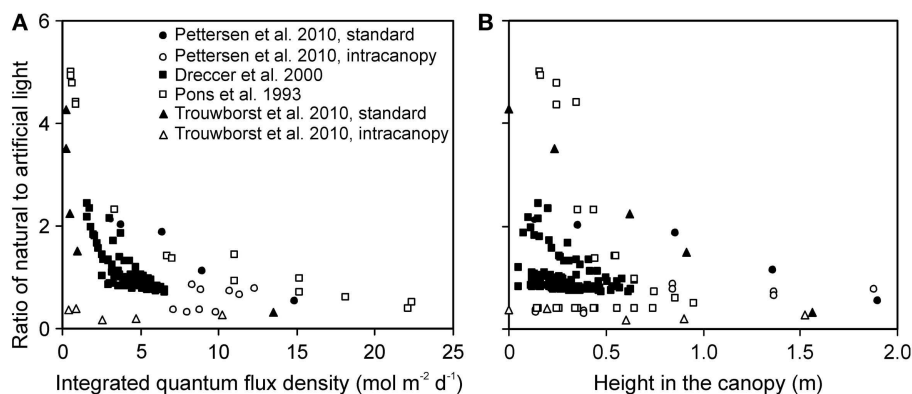 A
B
Ratio of natural to artificial light
6
4
2
0
Pettersen et al. 2010, standard
Pettersen et al. 2010, intracanopy
Dreccer et al. 2000
Pons et al. 1993
Trouwborst et al. 2010, standard
Trouwborst et al. 2010, intracanopy
0 5 10 15 20 25
Integrated quantum flux density (mol m⁻² d⁻¹)
0 0.5 1.0 1.5 2.0
Height in the canopy (m)